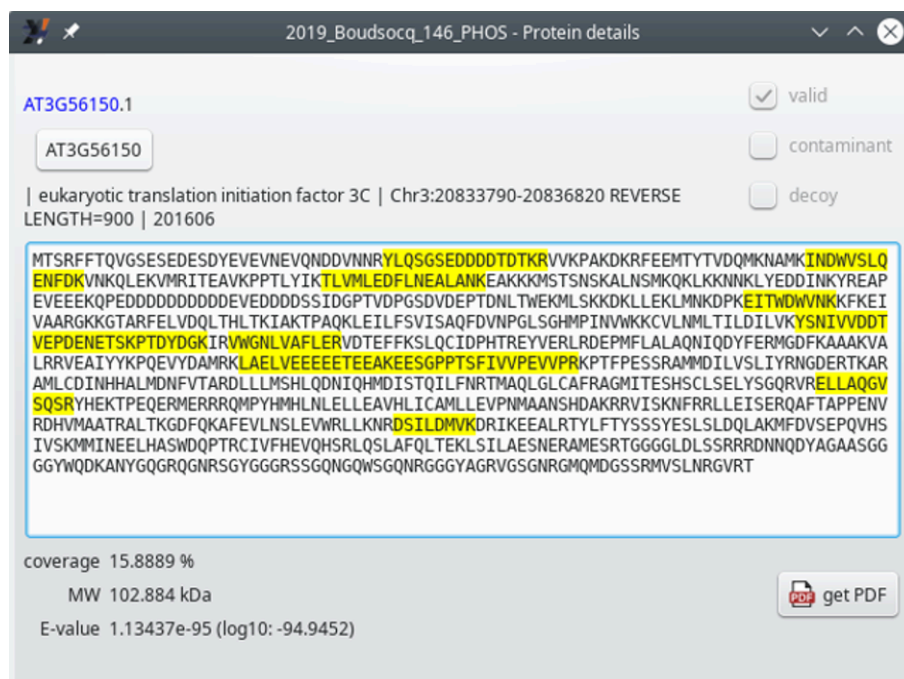 2019_Boudsocq_146_PHOS - Protein details
AT3G56150.1
valid
AT3G56150
contaminant
| eukaryotic translation initiation factor 3C | Chr3:20833790-20836820 REVERSE
decoy
LENGTH=900 | 201606
MTSRFFTQVGSESEDESDYEVEVNEVQNDDVNNRYLQSGSEDDDDTDTKRVVKPAKDKRFEEMTYTVDQMKNAMKINDWVSLQ
ENFDKVNKQLEKVMRITEAVKPPTLYIKTLVMLEDFLNEALANKEAKKKMSTSNSKALNSMKQKLKKNNKLYEDDINKYREAP
EVEEEKQPEDDDDDDDDDDEVEDDDDSSIDGPTVDPGSDVDEPTDNLTWEKMLSKKDKLLEKLMNKDPKEITWDWVNKKFKEI
VAARGKKGTARFELVDQLTHLTKIAKTPAQKLEILFSVISAQFDVNPGLSGHMPINVWKKCVLNMLTILDILVKYSNIVVDDT
VEPDENETSKPTDYDGKIRVWGNLVAFLERVDTEFFKSLQCIDPHTREYVERLRDEPMFLALAQNIQDYFERMGDFKAAAKVA
LRRVEAIYYKPQEVYDAMRKLAELVEEEEETEEAKEESGPPTSFIVVPEVVPRKPTFPESSRAMMDILVSLIYRNGDERTKAR
AMLCDINHHALMDNFVTARDLLLMSHLQDNIQHMDISTQILFNRTMAQLGLCAFRAGMITESHSCLSELYSGQRVRELLAQGV
SQSRYHEKTPEQERMERRRQMPYHMHLNLELLEAVHLICAMLLEVPNMAANSHDAKRRVISKNFRRLLEISERQAFTAPPENV
RDHVMAATRALTKGDFQKAFEVLNSLEVWRLLKNRDSILDMVKDRIKEEALRTYLFTYSSSYESLSLDQLAKMFDVSEPQVHS
IVSKMMINEELHASWDQPTRCIVFHEVQHSRLQSLAFQLTEKLSILAESNERAMESRTGGGGLDLSSRRRDNNQDYAGAASGG
GGYWQDKANYGQGRQGNRSGYGGGRSSGQNGQWSGQNRGGGYAGRVGSGNRGMQMDGSSRMVSLNRGVRT
coverage 15.8889 %
MW 102.884 kDa
PDF get PDF
E-value 1.13437e-95 (log10: -94.9452)